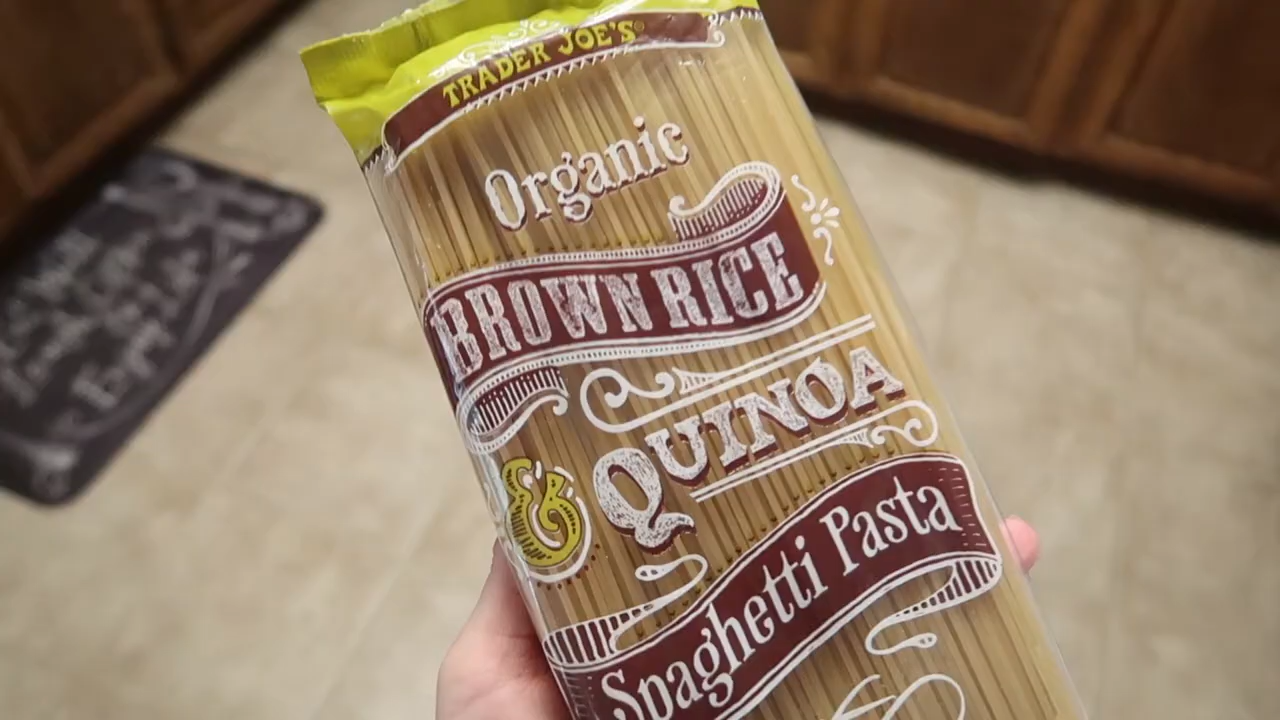 TRADER JOE'S
Organic
BROWN RICE
& QUINOA
Spaghetti Pasta